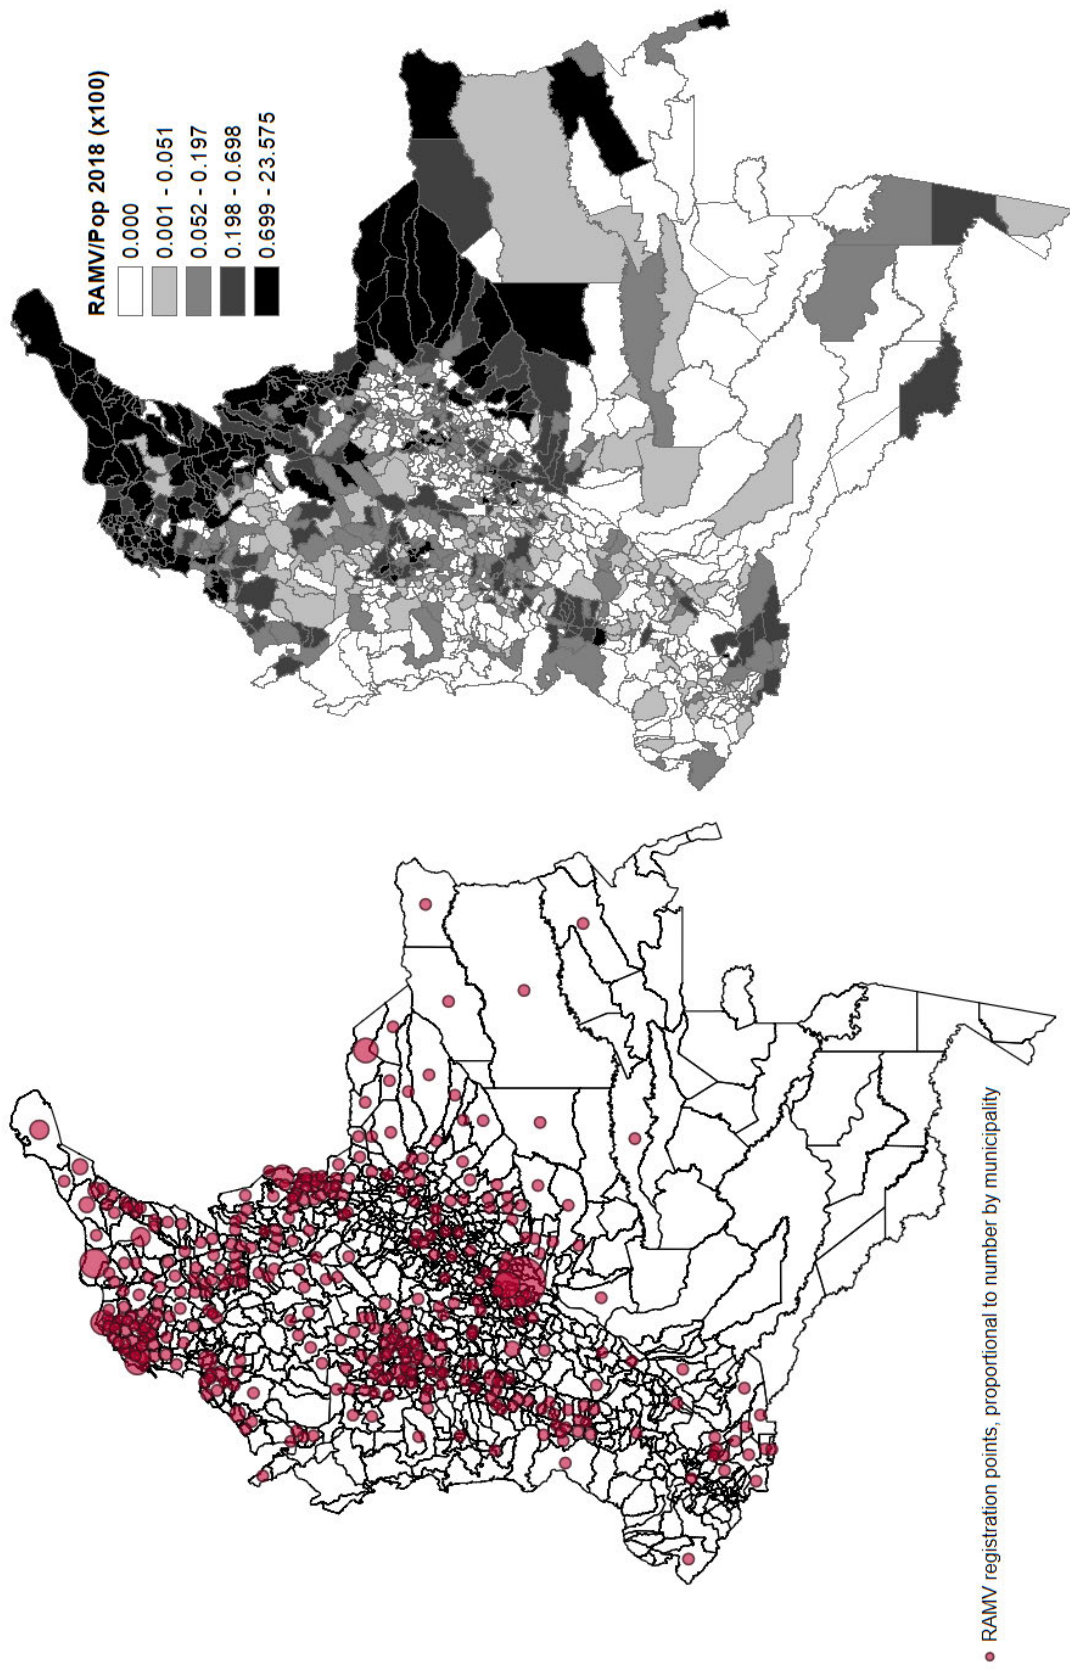 RAMV registration points, proportional to number by municipality
RAMV/Pop 2018 (x100)
0.000
0.001 - 0.051
0.052 - 0.197
0.198 - 0.698
0.699 - 23.575